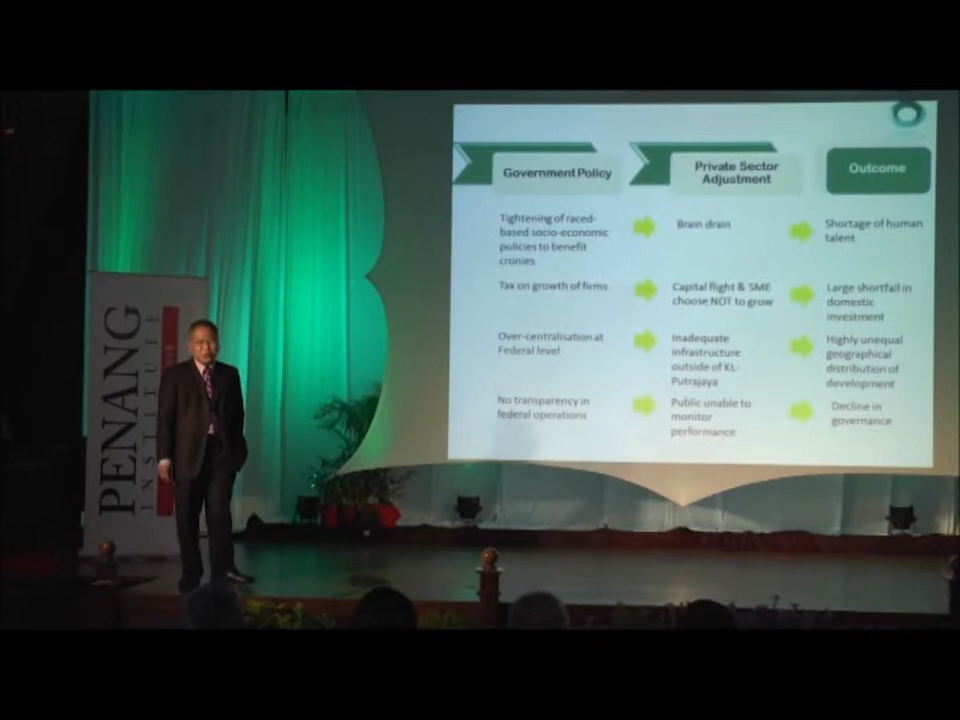 PENANG
INSTITUTE
Government Policy
Private Sector
Adjustment
Outcome
Tightening of raced-
based socio-economic
policies to benefit
cronies
Brain drain
Shortage of human
talent
Tax on growth of firms
Capital flight & SME
choose NOT to grow
Large shortfall in
domestic
investment
Over-centralisation at
Federal level
Inadequate
infrastructure
outside of KL-
Putrajaya
Highly unequal
geographical
distribution of
development
No transparency in
federal operations
Public unable to
monitor
performance
Decline in
governance